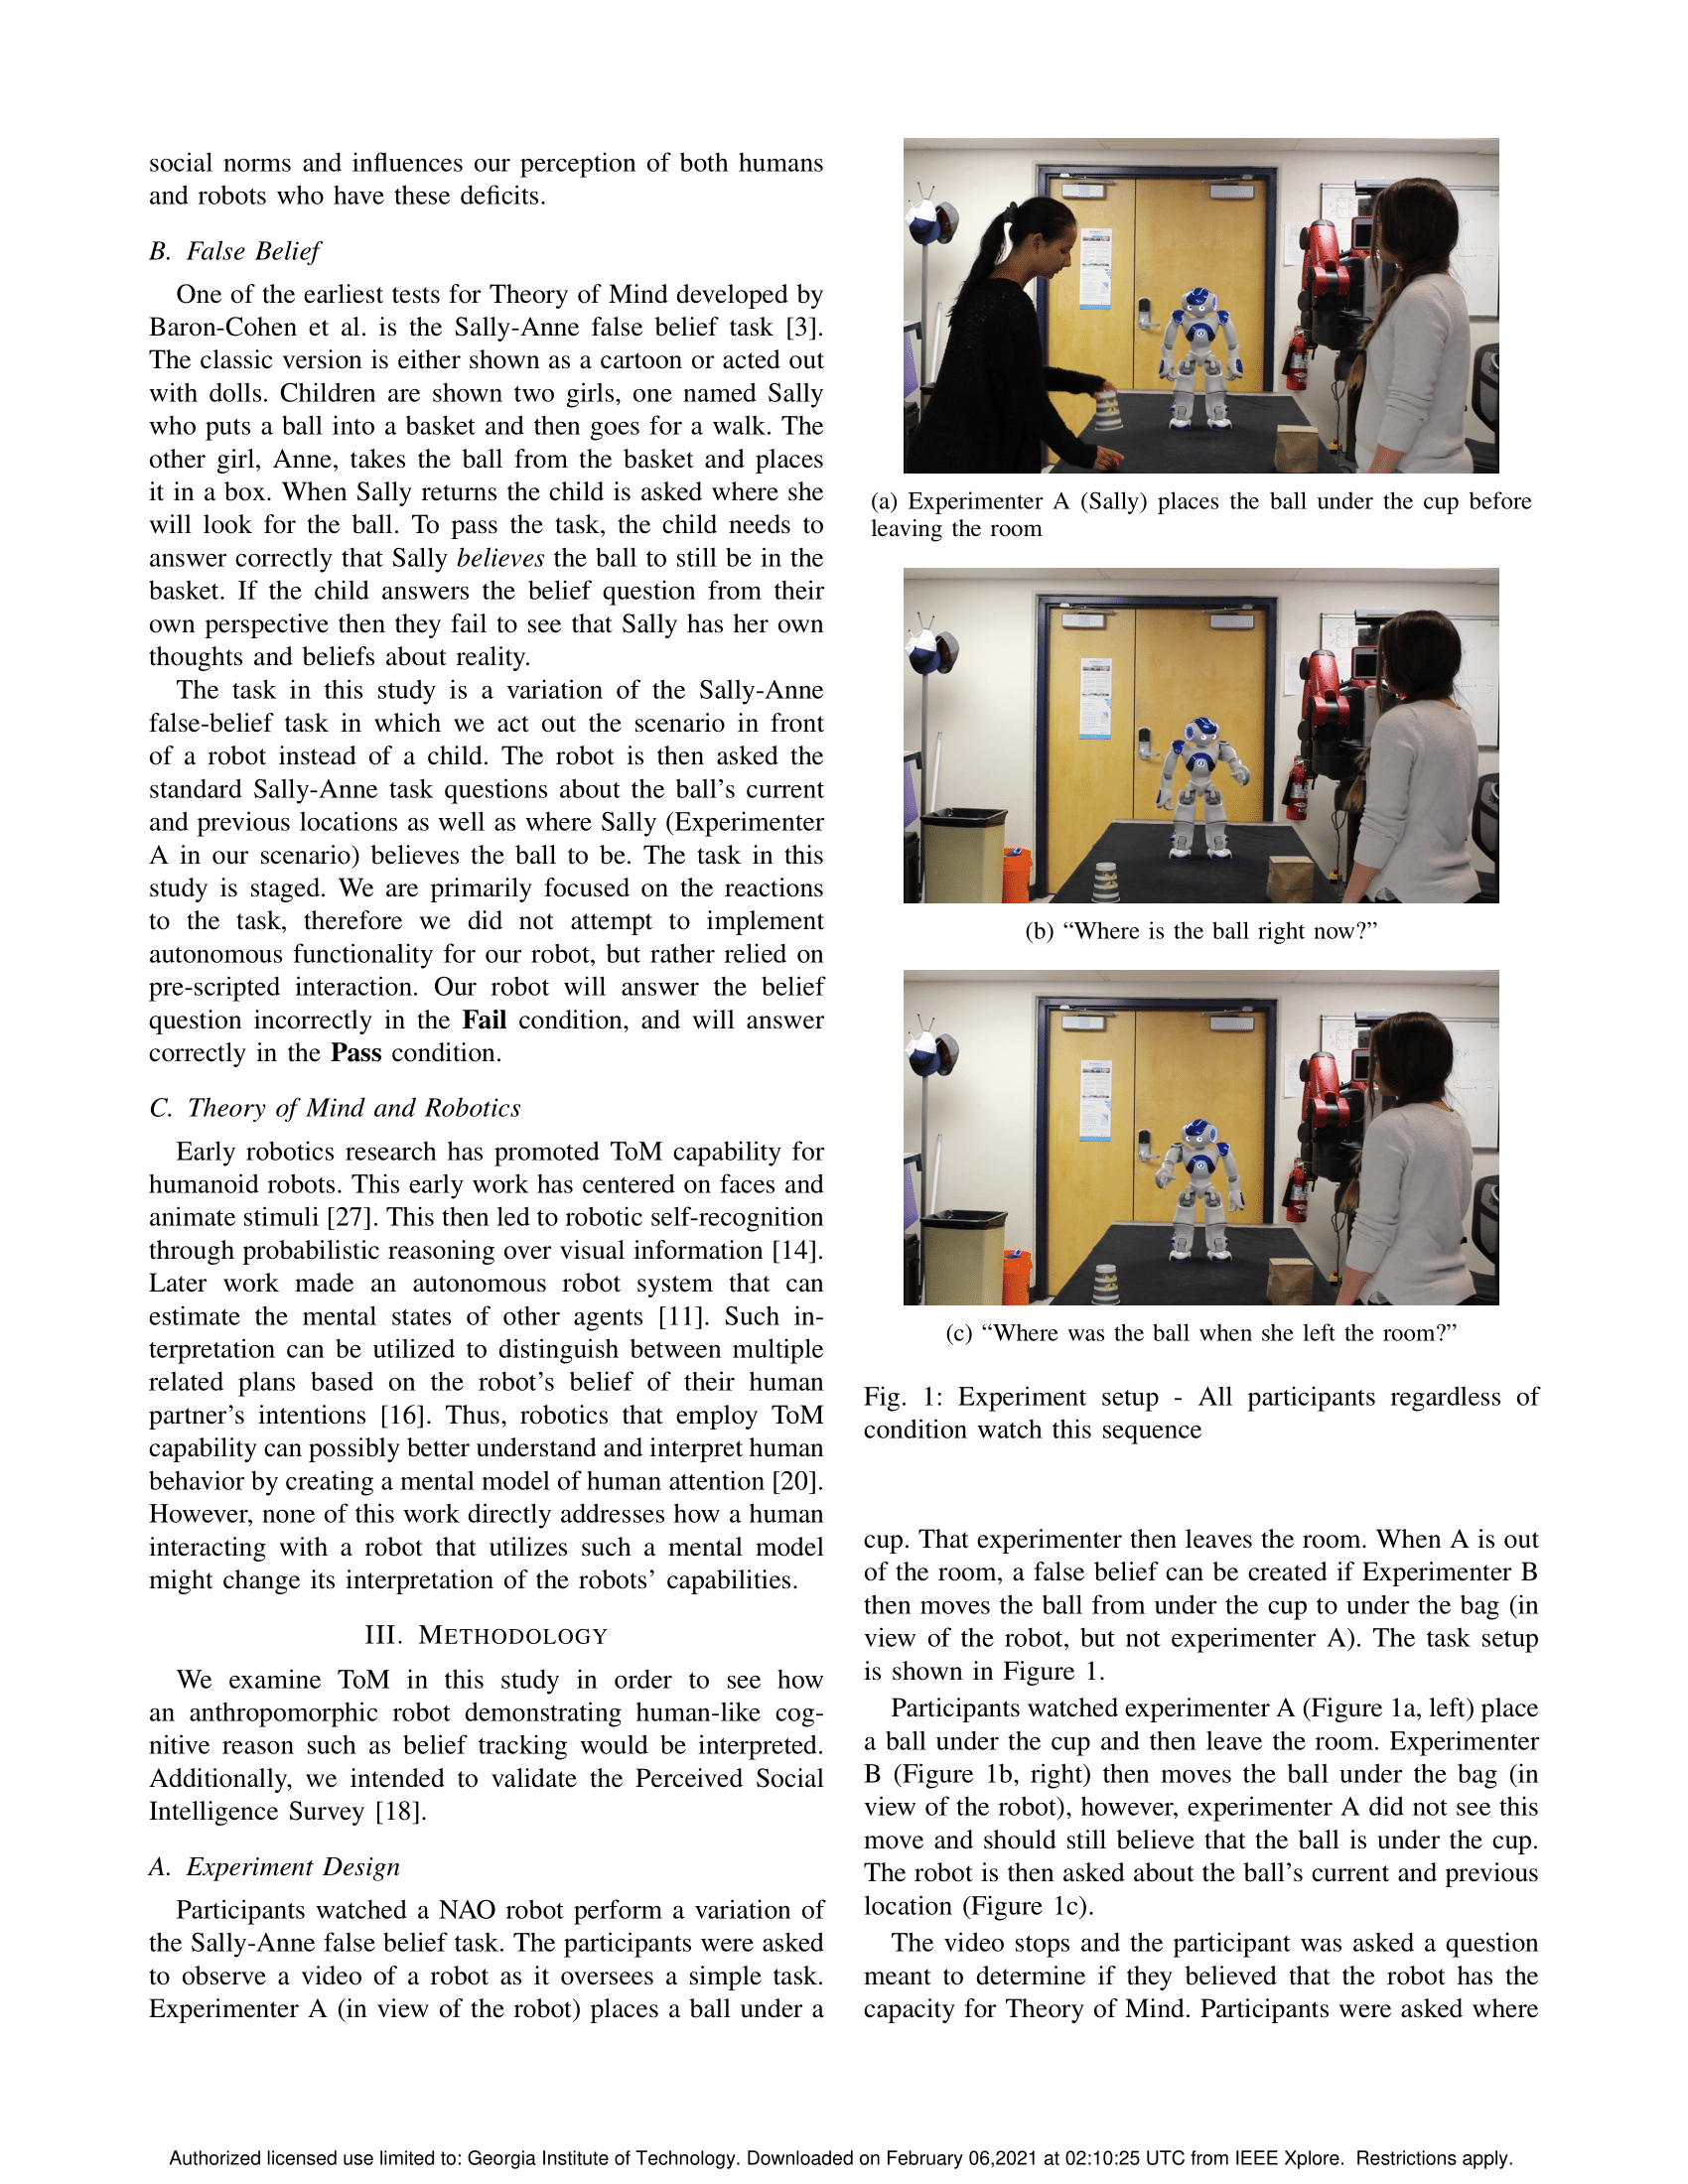 social norms and influences our perception of both humans
and robots who have these deficits.
B. False Belief
One of the earliest tests for Theory of Mind developed by
Baron-Cohen et al. is the Sally-Anne false belief task [3].
The classic version is either shown as a cartoon or acted out
with dolls. Children are shown two girls, one named Sally
who puts a ball into a basket and then goes for a walk. The
other girl, Anne, takes the ball from the basket and places
it in a box. When Sally returns the child is asked where she
will look for the ball. To pass the task, the child needs to
answer correctly that Sally believes the ball to still be in the
basket. If the child answers the belief question from their
own perspective then they fail to see that Sally has her own
thoughts and beliefs about reality.
The task in this study is a variation of the Sally-Anne
false-belief task in which we act out the scenario in front
of a robot instead of a child. The robot is then asked the
standard Sally-Anne task questions about the ball's current
and previous locations as well as where Sally (Experimenter
A in our scenario) believes the ball to be. The task in this
study is staged. We are primarily focused on the reactions
to the task, therefore we did not attempt to implement
autonomous functionality for our robot, but rather relied on
pre-scripted interaction. Our robot will answer the belief
question incorrectly in the Fail condition, and will answer
correctly in the Pass condition.
C. Theory of Mind and Robotics
Early robotics research has promoted ToM capability for
humanoid robots. This early work has centered on faces and
animate stimuli [27]. This then led to robotic self-recognition
through probabilistic reasoning over visual information [14].
Later work made an autonomous robot system that can
estimate the mental states of other agents [11]. Such in-
terpretation can be utilized to distinguish between multiple
related plans based on the robot's belief of their human
partner's intentions [16]. Thus, robotics that employ ToM
capability can possibly better understand and interpret human
behavior by creating a mental model of human attention [20].
However, none of this work directly addresses how a human
interacting with a robot that utilizes such a mental model
might change its interpretation of the robots' capabilities.
III. METHODOLOGY
We examine ToM in this study in order to see how
an anthropomorphic robot demonstrating human-like cog-
nitive reason such as belief tracking would be interpreted.
Additionally, we intended to validate the Perceived Social
Intelligence Survey [18].
A. Experiment Design
Participants watched a NAO robot perform a variation of
the Sally-Anne false belief task. The participants were asked
to observe a video of a robot as it oversees a simple task.
Experimenter A (in view of the robot) places a ball under a
(a) Experimenter A (Sally) places the ball under the cup before
leaving the room
(b) “Where is the ball right now?”
(c) “Where was the ball when she left the room?”
Fig. 1: Experiment setup - All participants regardless of
condition watch this sequence
cup. That experimenter then leaves the room. When A is out
of the room, a false belief can be created if Experimenter B
then moves the ball from under the cup to under the bag (in
view of the robot, but not experimenter A). The task setup
is shown in Figure 1.
Participants watched experimenter A (Figure 1a, left) place
a ball under the cup and then leave the room. Experimenter
B (Figure 1b, right) then moves the ball under the bag (in
view of the robot), however, experimenter A did not see this
move and should still believe that the ball is under the cup.
The robot is then asked about the ball's current and previous
location (Figure 1c).
The video stops and the participant was asked a question
meant to determine if they believed that the robot has the
capacity for Theory of Mind. Participants were asked where
Authorized licensed use limited to: Georgia Institute of Technology. Downloaded on February 06,2021 at 02:10:25 UTC from IEEE Xplore. Restrictions apply.